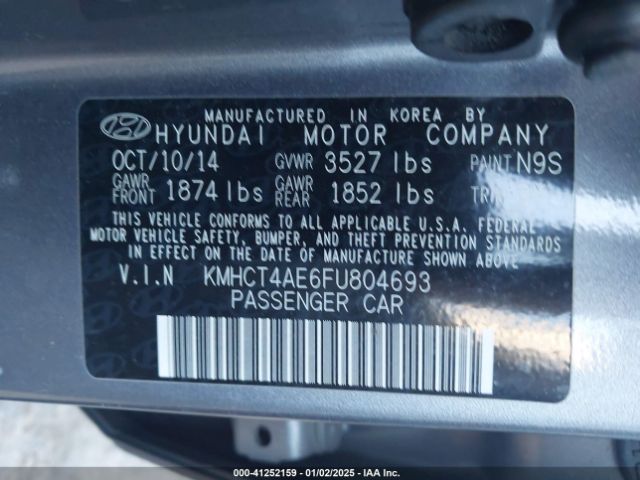 MANUFACTURED IN KOREA BY
HYUNDAI MOTOR COMPANY
OCT/10/14 GVWR 3527 lbs PAINT N9S
GAWR FRONT 1874 lbs GAWR REAR 1852 lbs
THIS VEHICLE CONFORMS TO ALL APPLICABLE U.S.A. FEDERAL
MOTOR VEHICLE SAFETY, BUMPER, AND THEFT PREVENTION STANDARDS
IN EFFECT ON THE DATE OF MANUFACTURE SHOWN ABOVE.
V.I.N KMHCT4AE6FU804693
PASSENGER CAR
000-41252159 - 01/02/2025 - IAA Inc.